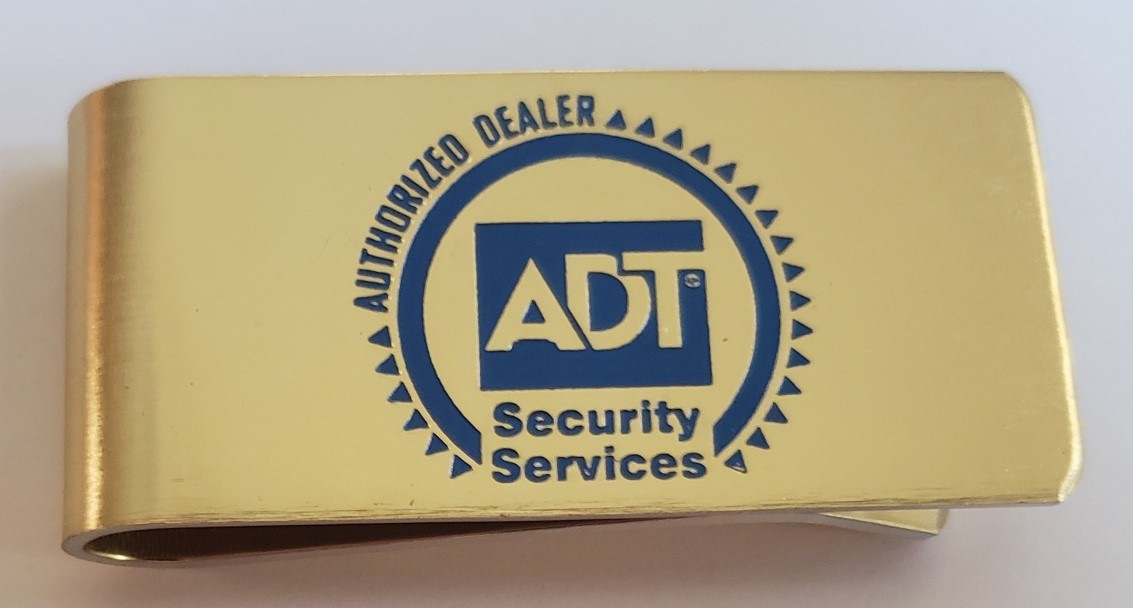 AUTHORIZED DEALER
ADT®
Security
Services